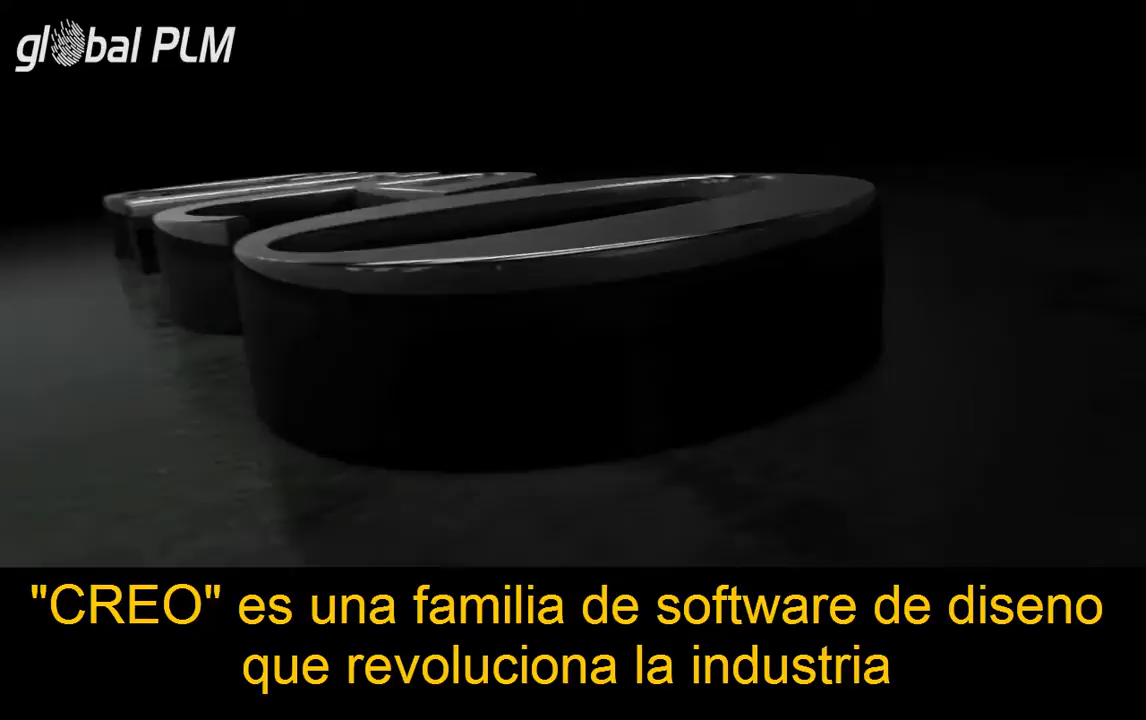 global PLM
"CREO" es una familia de software de diseno
que revoluciona la industria